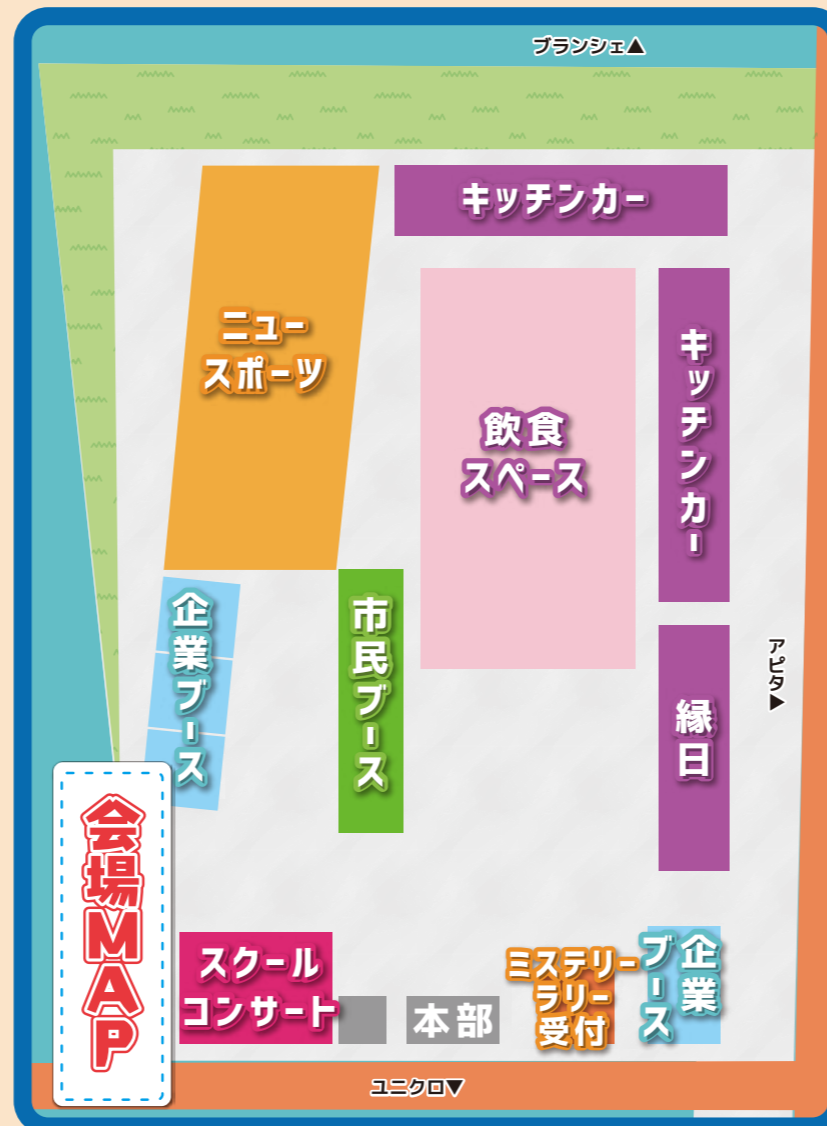 ブランシェ▲
キッチンカー
ニュー
スポーツ
飲食
スペース
キッチンカー
企業ブース
市民ブース
縁日
アピタ▶
会場MAP
スクール
コンサート
本部
ミステリー
ラリー
受付
企業
ブース
ユニクロ▼